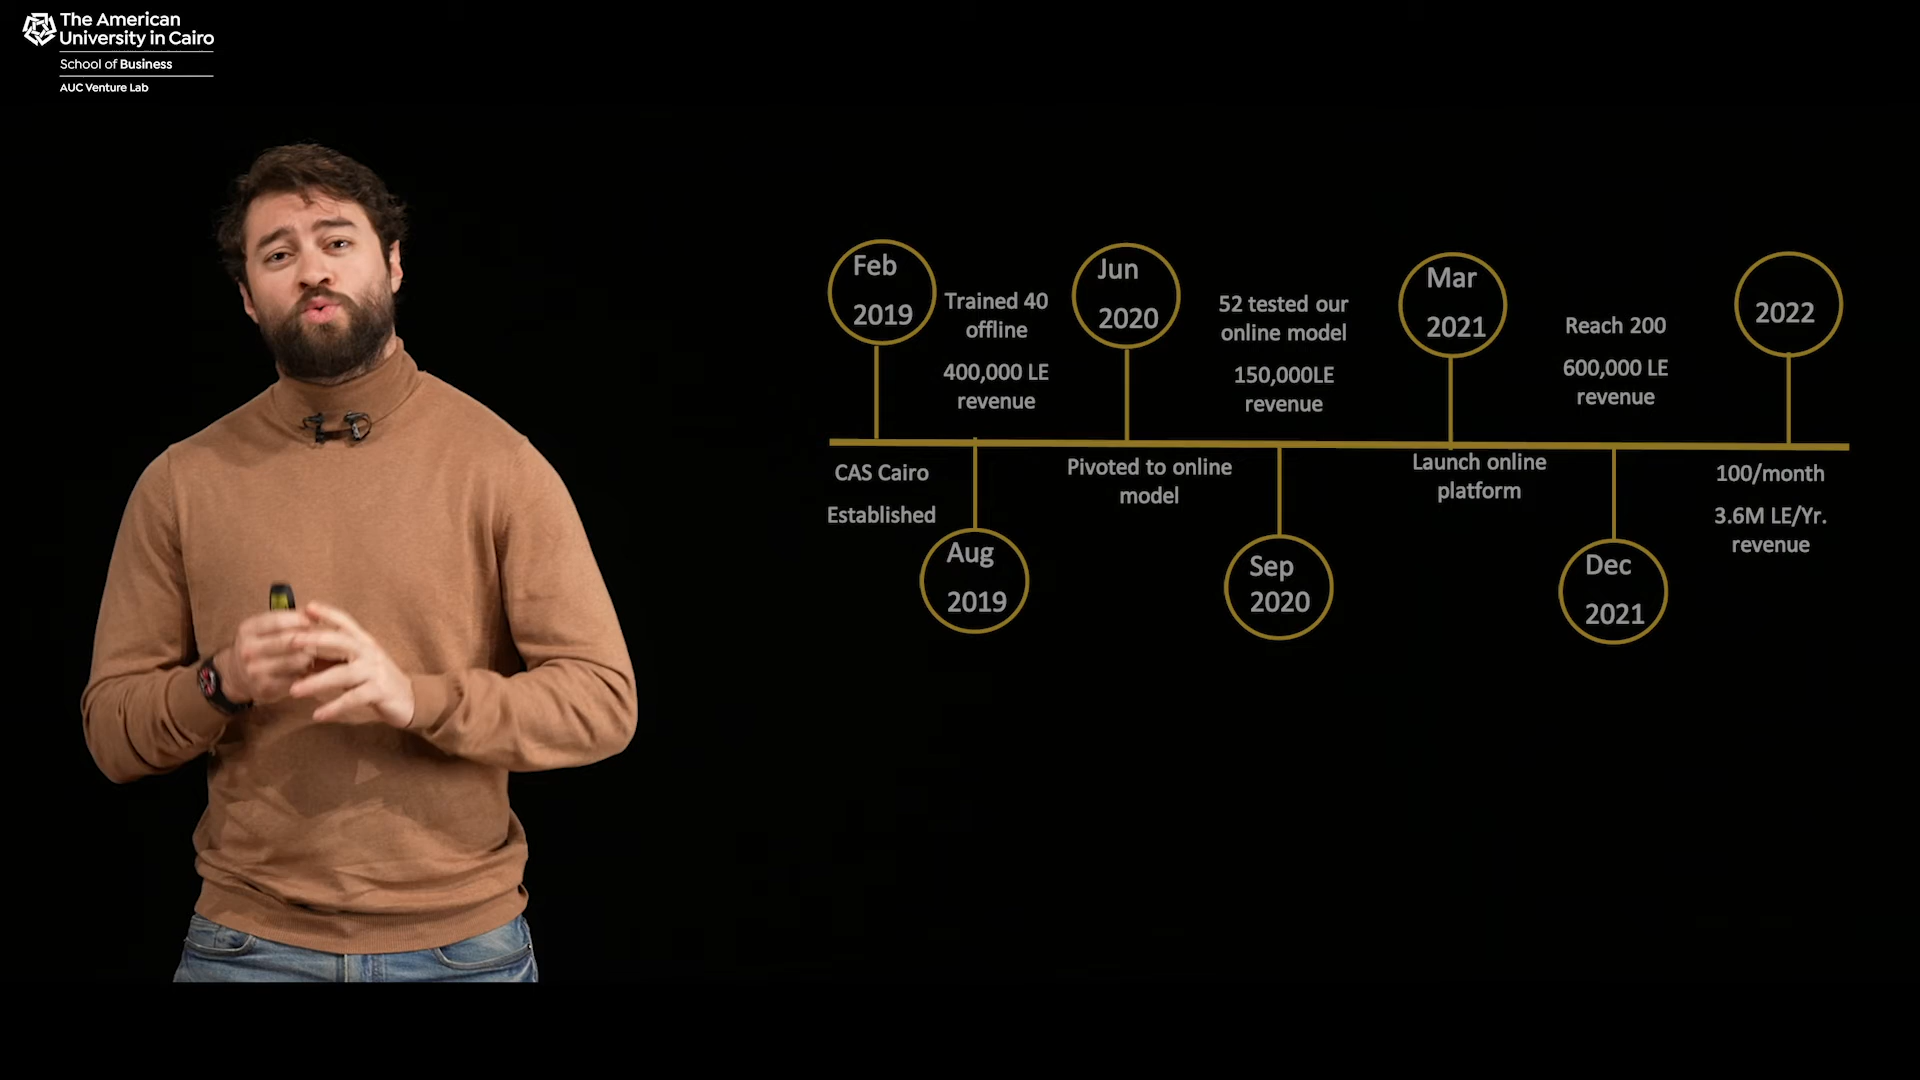 The American
University in Cairo
School of Business
AUC Venture Lab
Feb
2019
CAS Cairo
Established
Trained 40
offline
400,000 LE
revenue
Aug
2019
Jun
2020
Pivoted to online
model
52 tested our
online model
150,000LE
revenue
Sep
2020
Mar
2021
Launch online
platform
Reach 200
600,000 LE
revenue
Dec
2021
2022
100/month
3.6M LE/Yr.
revenue